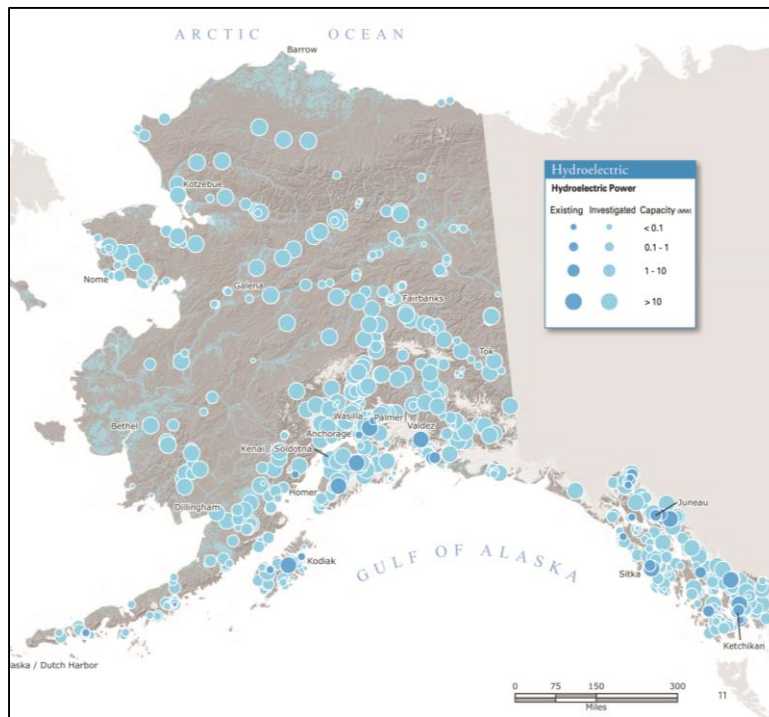 ARCTIC OCEAN
Barrow
Kotzebue
Nome
Galena
Fairbanks
Tok
Bethel
Wasilla
Palmer
Anchorage
Valdez
Kenai / Soldotna
Homer
Dillingham
Kodiak
GULF OF ALASKA
Juneau
Sitka
Ketchikan
aska / Dutch Harbor
Hydroelectric
Hydroelectric Power
Existing Investigated Capacity (MW)
< 0.1
0.1 - 1
1 - 10
> 10
0 75 150 300
Miles
11